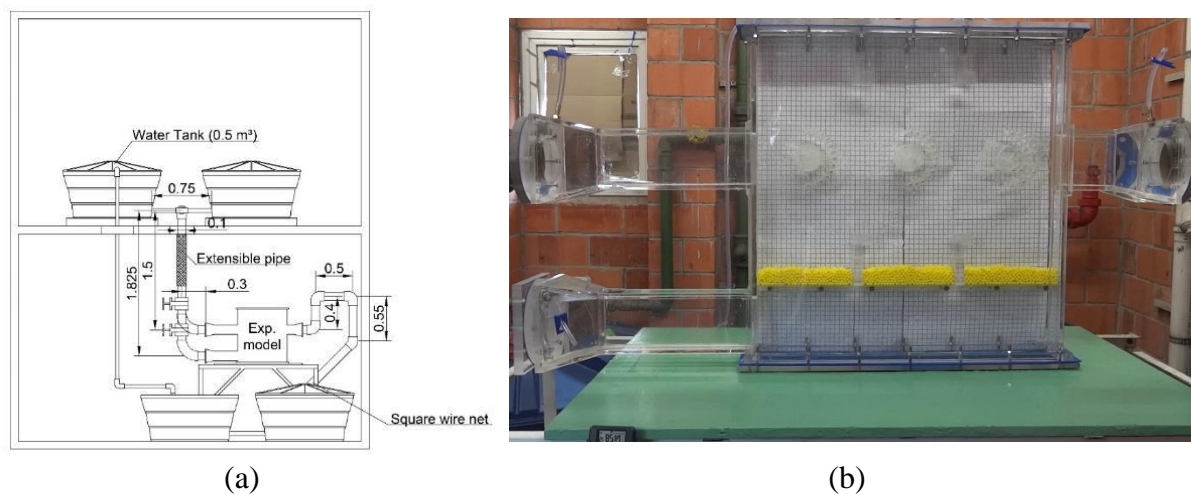 Water Tank (0.5 m³)
0.75
0.1
Extensible pipe
1.825
1.5
0.3
0.5
0.4
0.55
Exp.
model
Square wire net
(a)
(b)